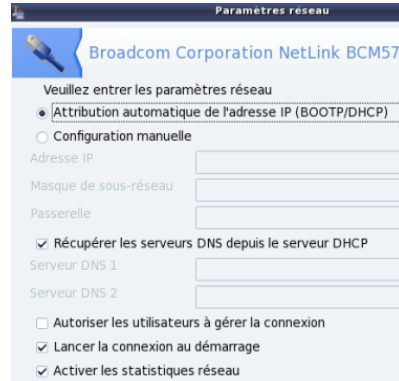 Paramètres réseau
Broadcom Corporation NetLink BCM57
Veuillez entrer les paramètres réseau
Attribution automatique de l'adresse IP (BOOTP/DHCP)
Configuration manuelle
Adresse IP
Masque de sous-réseau
Passerelle
Récupérer les serveurs DNS depuis le serveur DHCP
Serveur DNS 1
Serveur DNS 2
Autoriser les utilisateurs à gérer la connexion
Lancer la connexion au démarrage
Activer les statistiques réseau